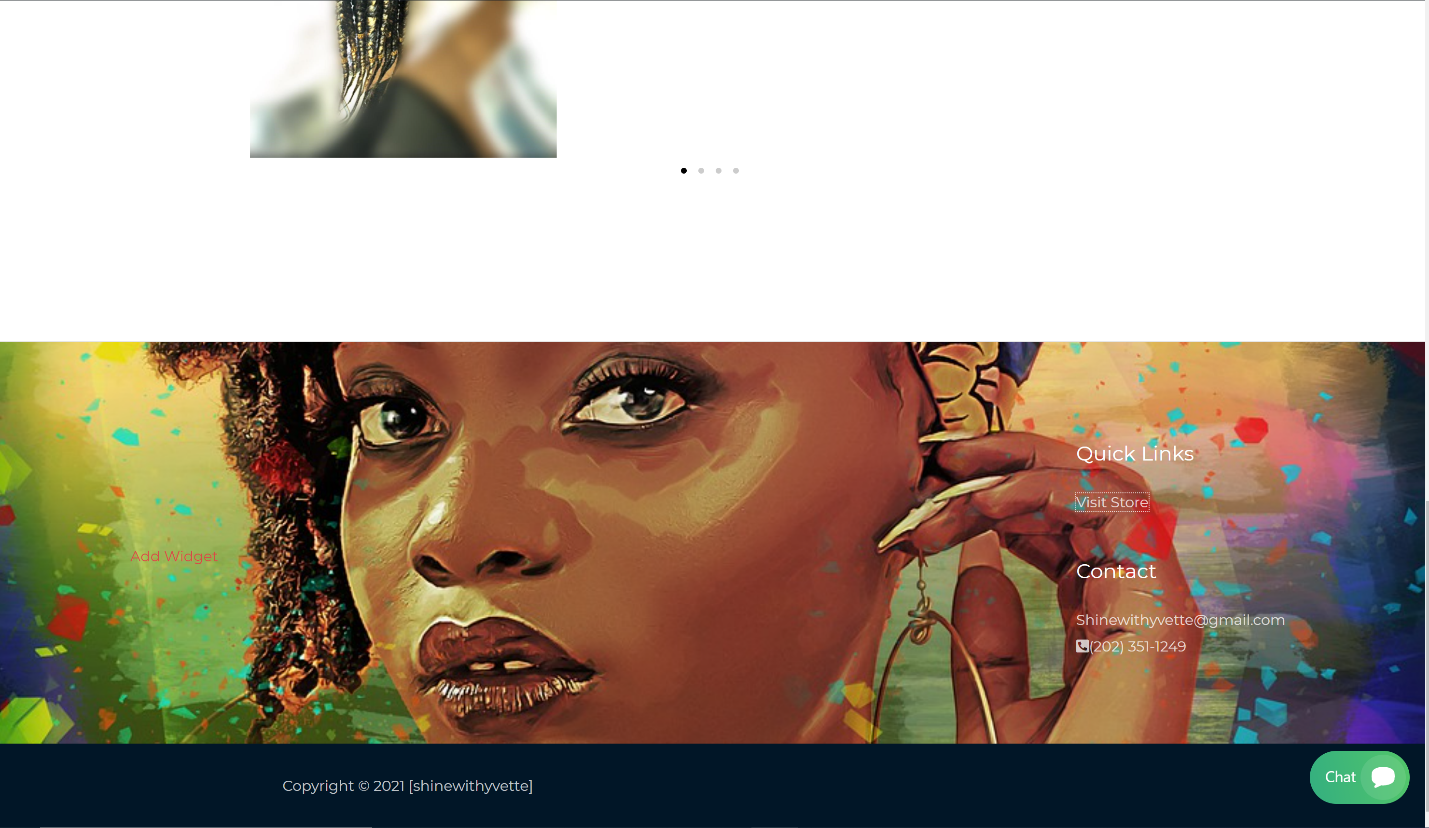 Quick Links
Visit Store
Add Widget
Contact
Shinewithyvette@gmail.com
(202) 351-1249
Copyright © 2021 [shinewithyvette]
Chat